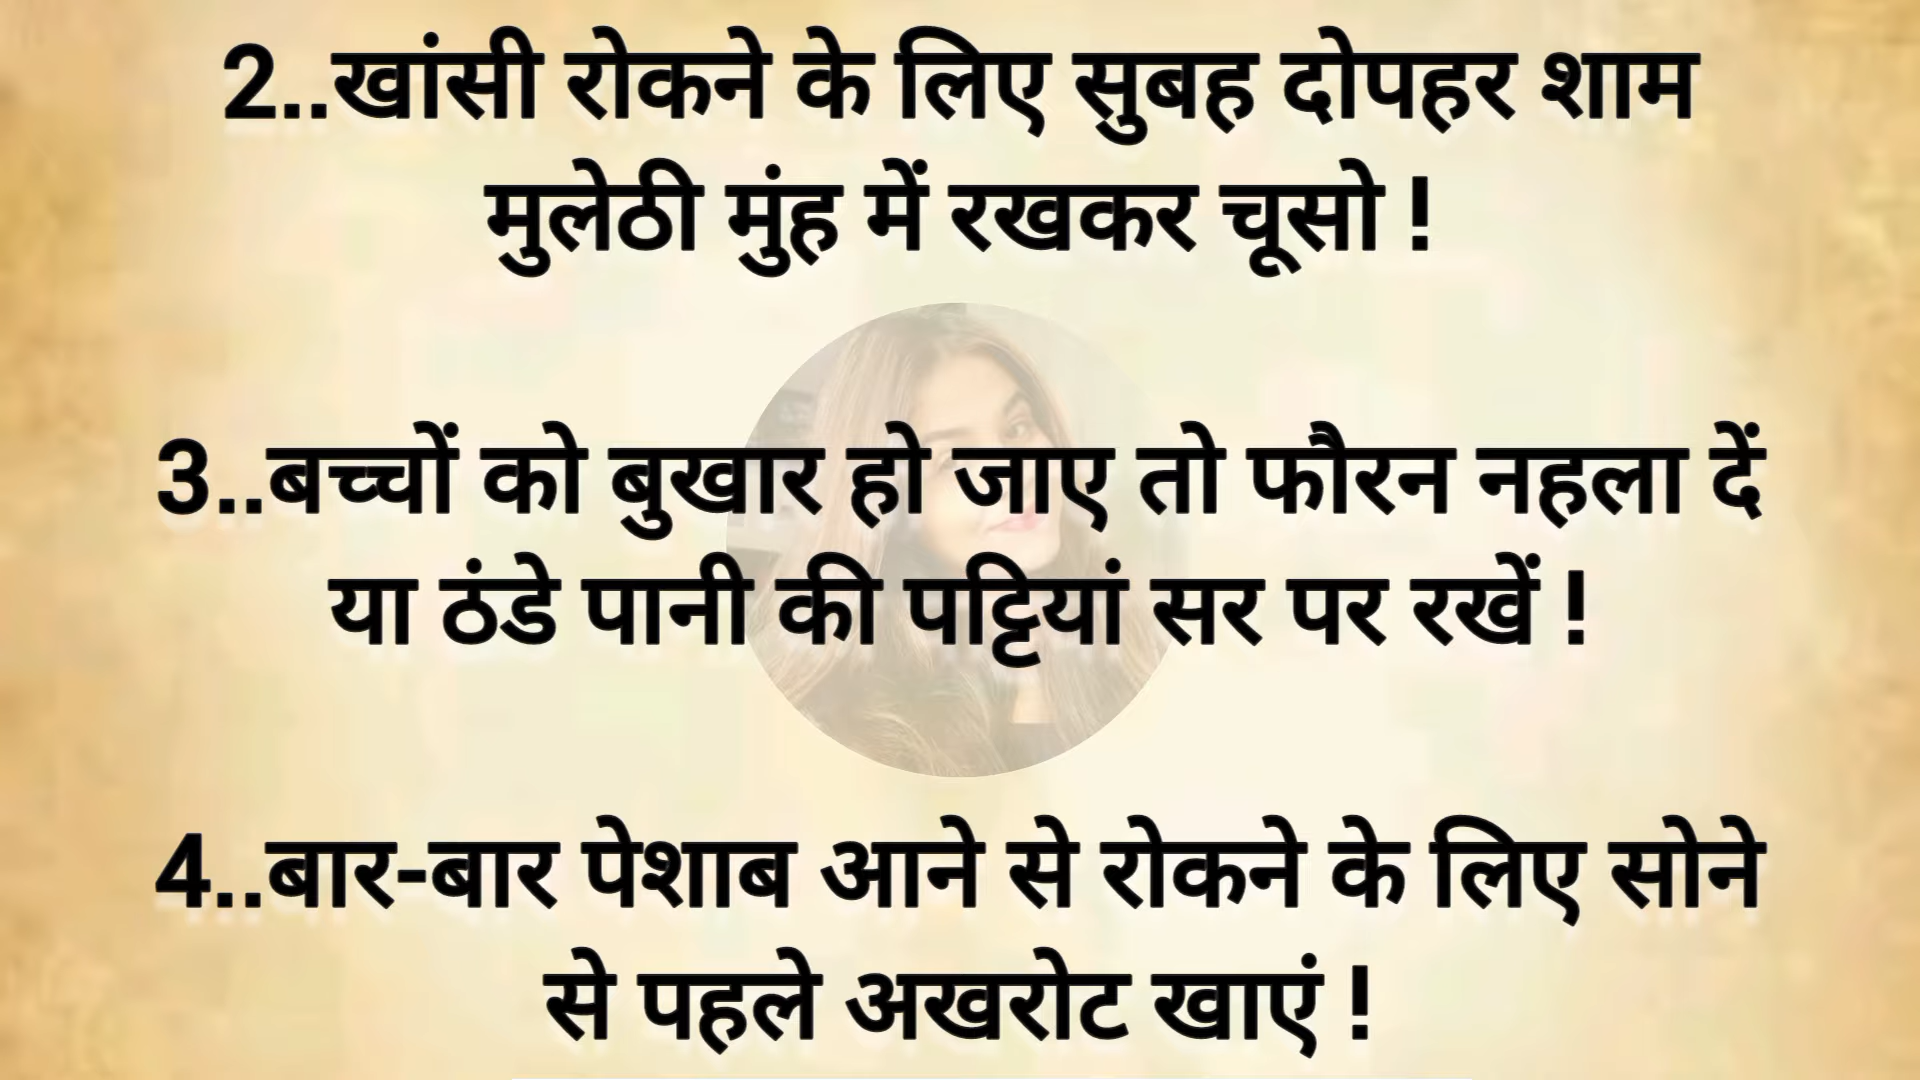 2..खांसी रोकने के लिए सुबह दोपहर शाम
मुलेठी मुंह में रखकर चूसो !
3..बच्चों को बुखार हो जाए तो फौरन नहला दें
या ठंडे पानी की पट्टियां सर पर रखें !
4..बार-बार पेशाब आने से रोकने के लिए सोने
से पहले अखरोट खाएं !